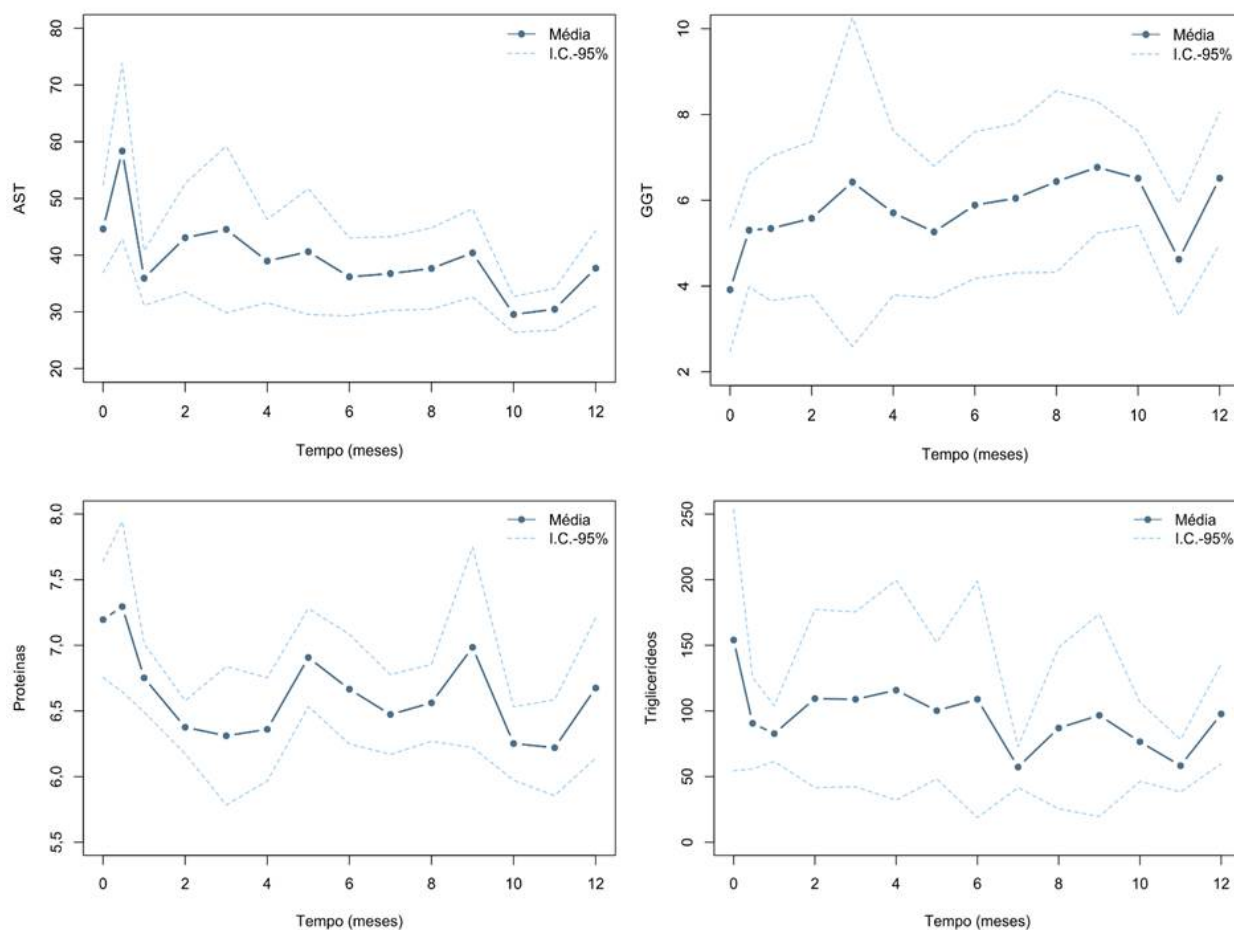 80
70
60
50
40
30
20
AST
Média
I.C.-95%
0 2 4 6 8 10 12
Tempo (meses)
10
8
6
4
2
GGT
Média
I.C.-95%
0 2 4 6 8 10 12
Tempo (meses)
8,0
7,5
7,0
6,5
6,0
5,5
Proteínas
Média
I.C.-95%
0 2 4 6 8 10 12
Tempo (meses)
250
200
150
100
50
0
Triglicerídeos
Média
I.C.-95%
0 2 4 6 8 10 12
Tempo (meses)